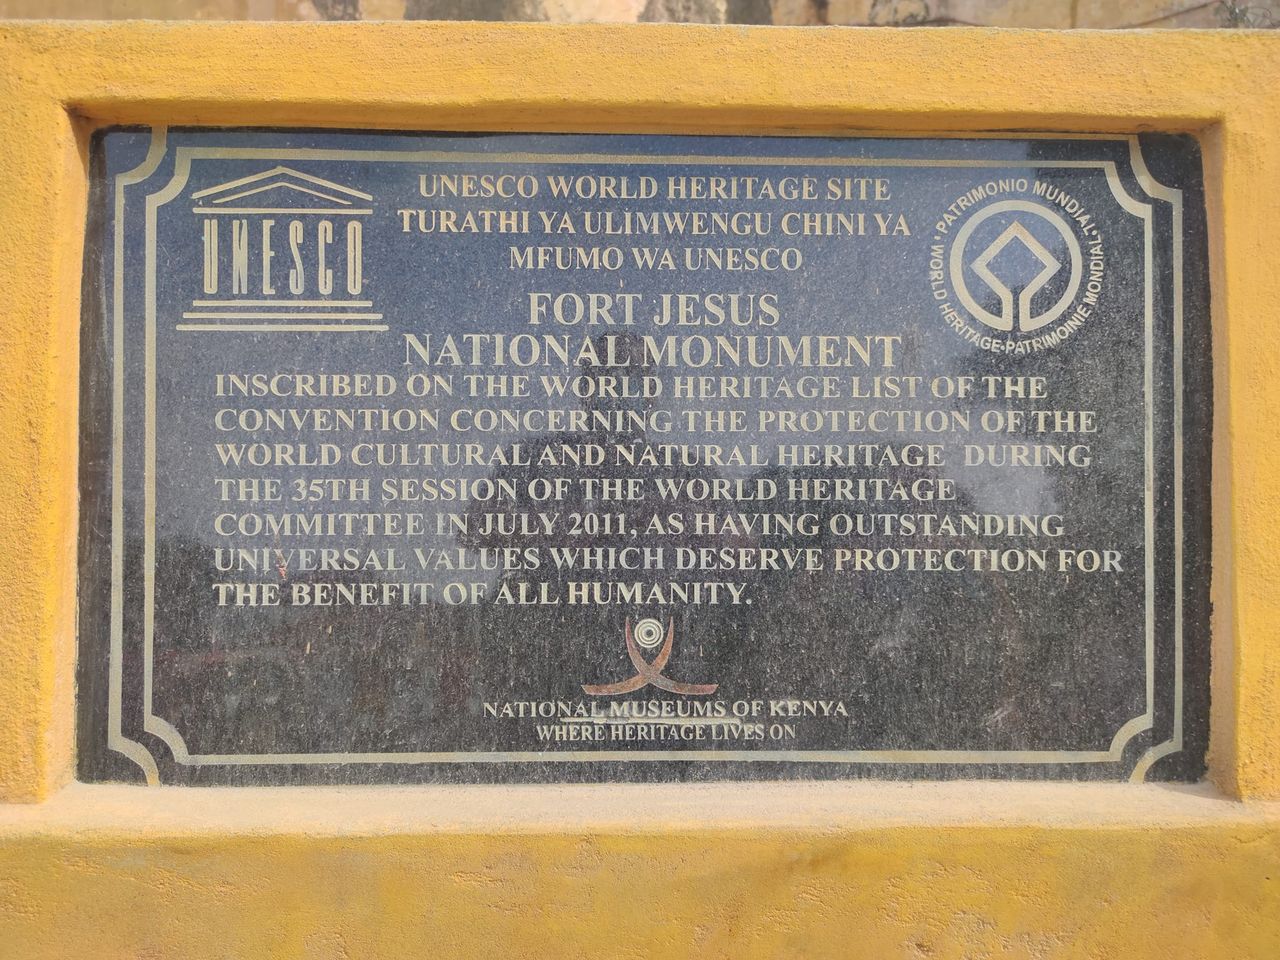 UNESCO WORLD HERITAGE SITE
TURATHI YA ULIMWENGU CHINI YA
MFUMO WA UNESCO
UNESCO
PATRIMONIO MUNDIAL • WORLD HERITAGE • PATRIMOINE MONDIAL •
FORT JESUS
NATIONAL MONUMENT
INSCRIBED ON THE WORLD HERITAGE LIST OF THE
CONVENTION CONCERNING THE PROTECTION OF THE
WORLD CULTURAL AND NATURAL HERITAGE DURING
THE 35TH SESSION OF THE WORLD HERITAGE
COMMITTEE IN JULY 2011, AS HAVING OUTSTANDING
UNIVERSAL VALUES WHICH DESERVE PROTECTION FOR
THE BENEFIT OF ALL HUMANITY.
NATIONAL MUSEUMS OF KENYA
WHERE HERITAGE LIVES ON